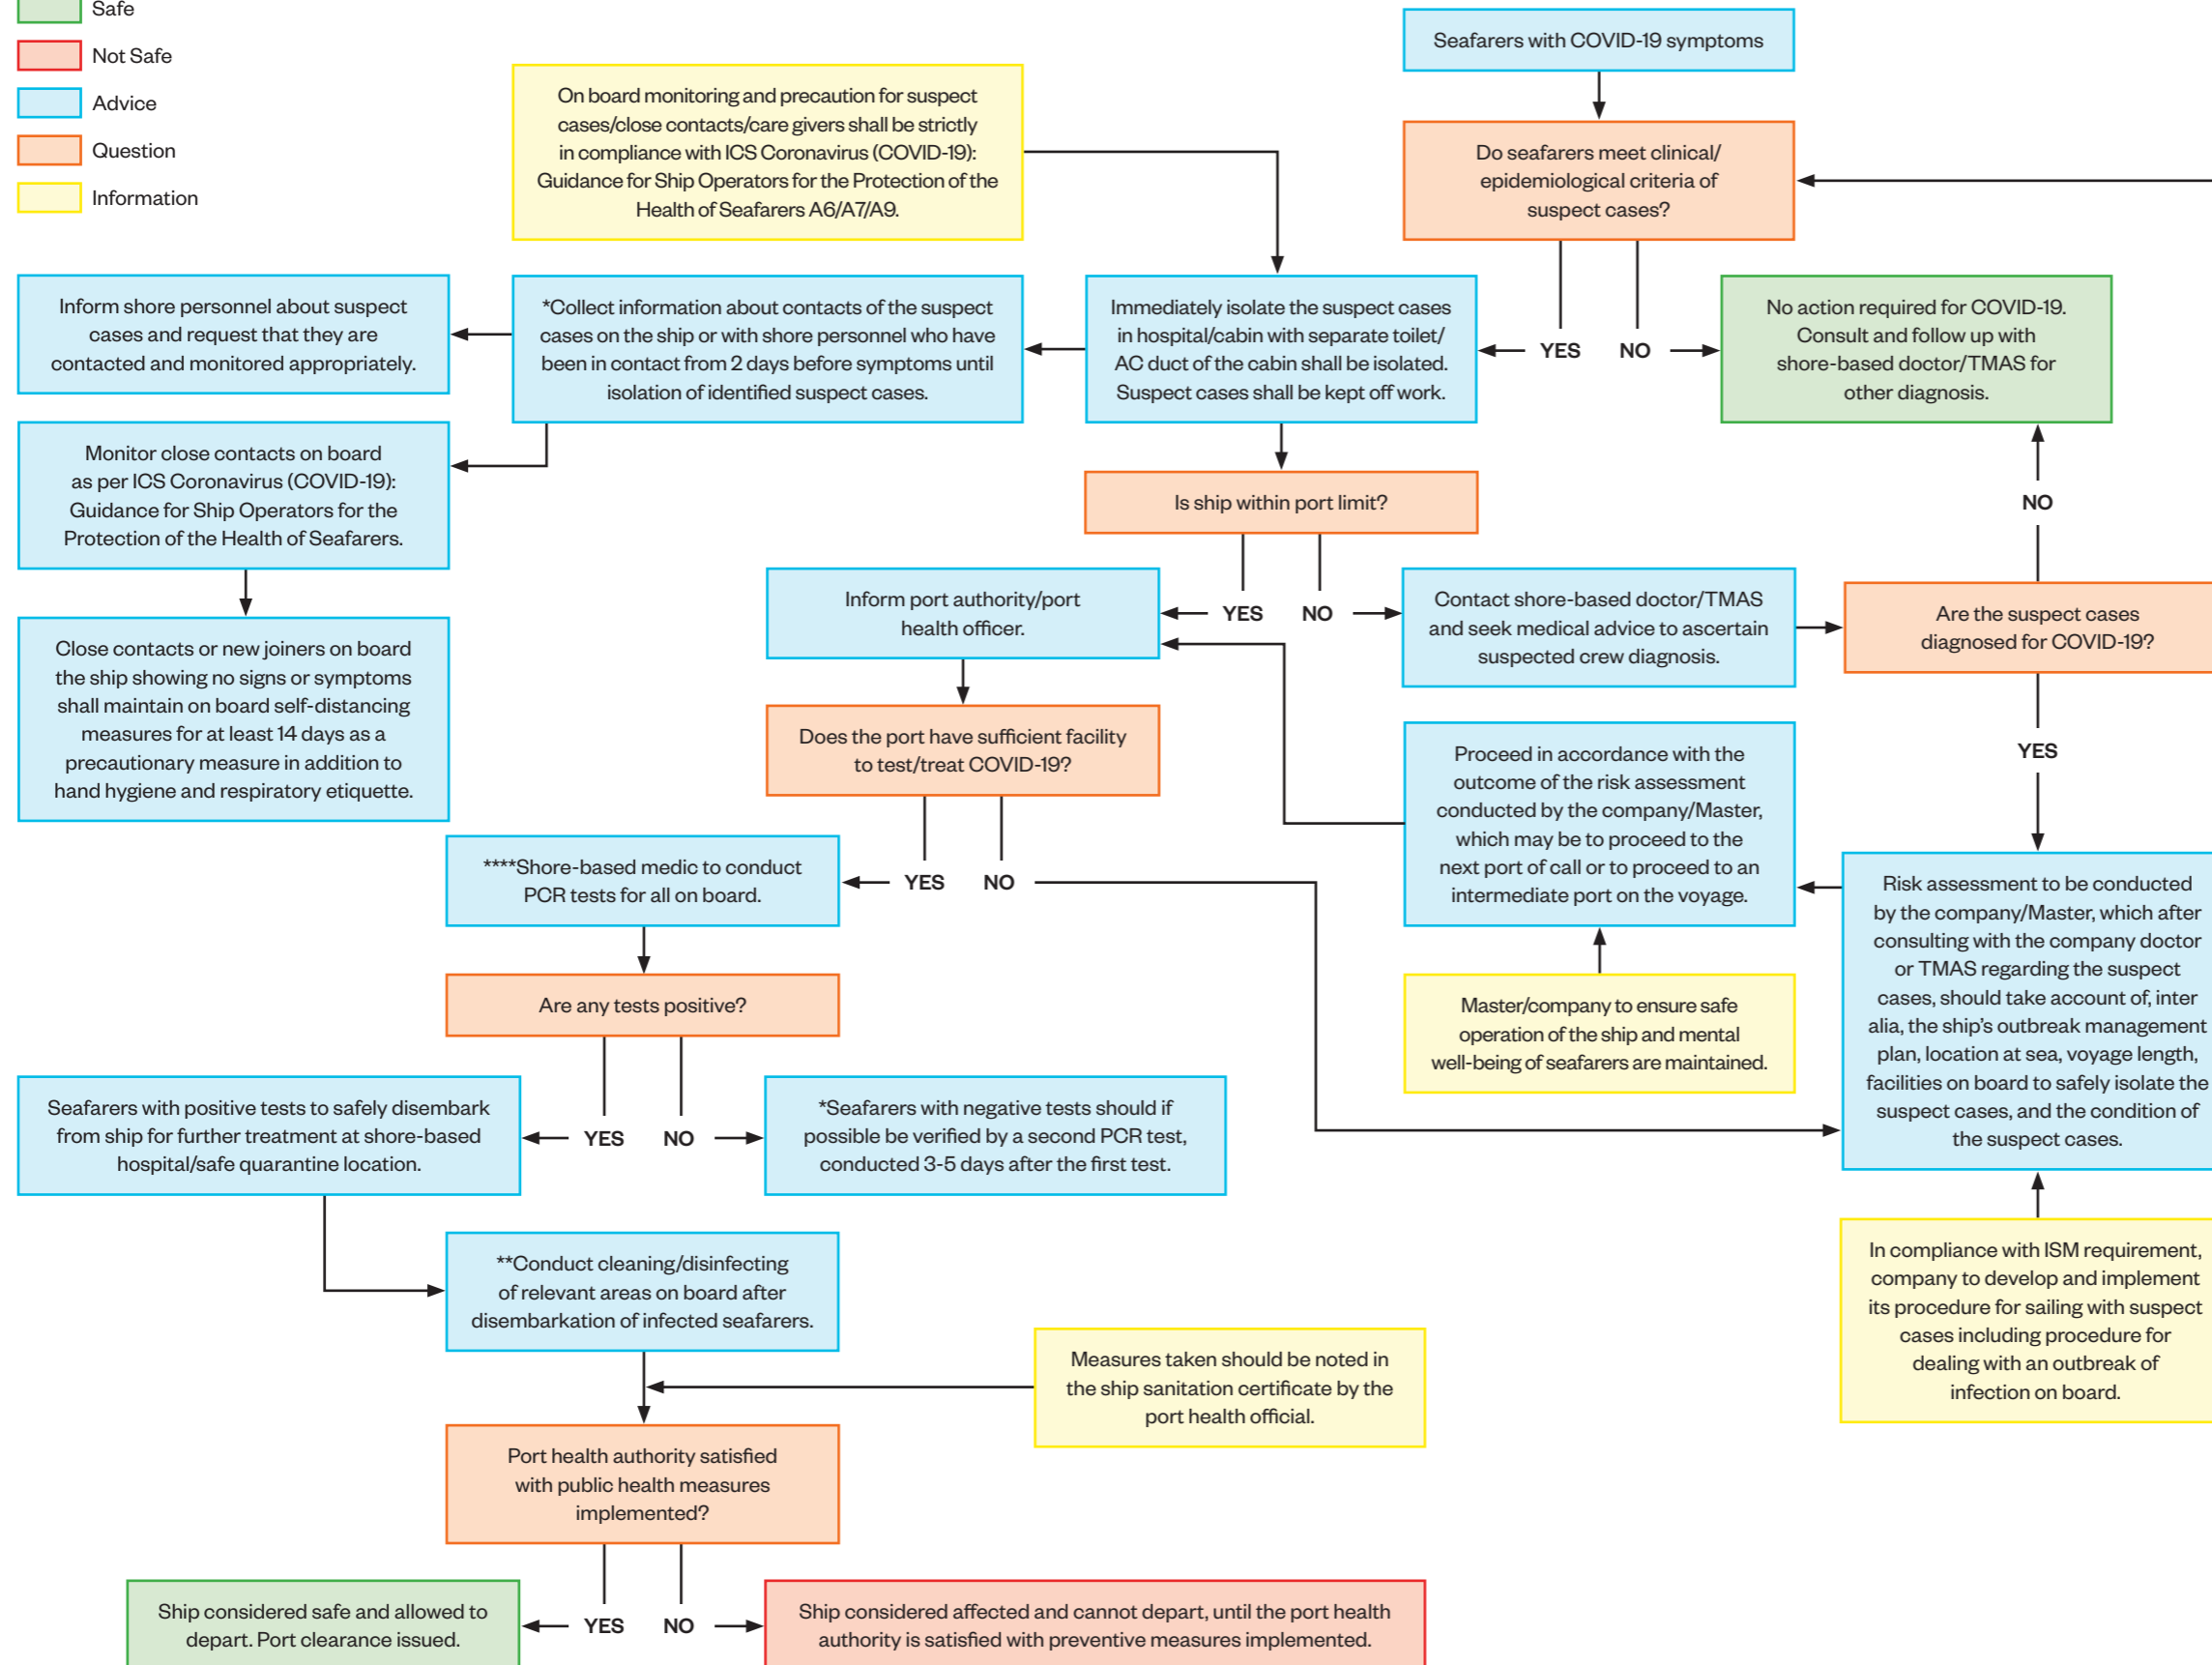 Safe
Not Safe
Advice
Question
Information
Seafarers with COVID-19 symptoms
On board monitoring and precaution for suspect
cases/close contacts/care givers shall be strictly
in compliance with ICS Coronavirus (COVID-19):
Guidance for Ship Operators for the Protection of the
Health of Seafarers A6/A7/A9.
Do seafarers meet clinical/
epidemiological criteria of
suspect cases?
Inform shore personnel about suspect
cases and request that they are
contacted and monitored appropriately.
*Collect information about contacts of the suspect
cases on the ship or with shore personnel who have
been in contact from 2 days before symptoms until
isolation of identified suspect cases.
Immediately isolate the suspect cases
in hospital/cabin with separate toilet/
AC duct of the cabin shall be isolated.
Suspect cases shall be kept off work.
YES NO
No action required for COVID-19.
Consult and follow up with
shore-based doctor/TMAS for
other diagnosis.
Monitor close contacts on board
as per ICS Coronavirus (COVID-19):
Guidance for Ship Operators for the
Protection of the Health of Seafarers.
Is ship within port limit?
NO
Inform port authority/port
health officer.
YES NO
Contact shore-based doctor/TMAS
and seek medical advice to ascertain
suspected crew diagnosis.
Are the suspect cases
diagnosed for COVID-19?
Close contacts or new joiners on board
the ship showing no signs or symptoms
shall maintain on board self-distancing
measures for at least 14 days as a
precautionary measure in addition to
hand hygiene and respiratory etiquette.
Does the port have sufficient facility
to test/treat COVID-19?
Proceed in accordance with the
outcome of the risk assessment
conducted by the company/Master,
which may be to proceed to the
next port of call or to proceed to an
intermediate port on the voyage.
YES
****Shore-based medic to conduct
PCR tests for all on board.
YES NO
Risk assessment to be conducted
by the company/Master, which after
consulting with the company doctor
or TMAS regarding the suspect
cases, should take account of, inter
alia, the ship's outbreak management
plan, location at sea, voyage length,
facilities on board to safely isolate the
suspect cases, and the condition of
the suspect cases.
Are any tests positive?
Master/company to ensure safe
operation of the ship and mental
well-being of seafarers are maintained.
Seafarers with positive tests to safely disembark
from ship for further treatment at shore-based
hospital/safe quarantine location.
YES NO
*Seafarers with negative tests should if
possible be verified by a second PCR test,
conducted 3-5 days after the first test.
**Conduct cleaning/disinfecting
of relevant areas on board after
disembarkation of infected seafarers.
In compliance with ISM requirement,
company to develop and implement
its procedure for sailing with suspect
cases including procedure for
dealing with an outbreak of
infection on board.
Measures taken should be noted in
the ship sanitation certificate by the
port health official.
Port health authority satisfied
with public health measures
implemented?
Ship considered safe and allowed to
depart. Port clearance issued.
YES NO
Ship considered affected and cannot depart, until the port health
authority is satisfied with preventive measures implemented.